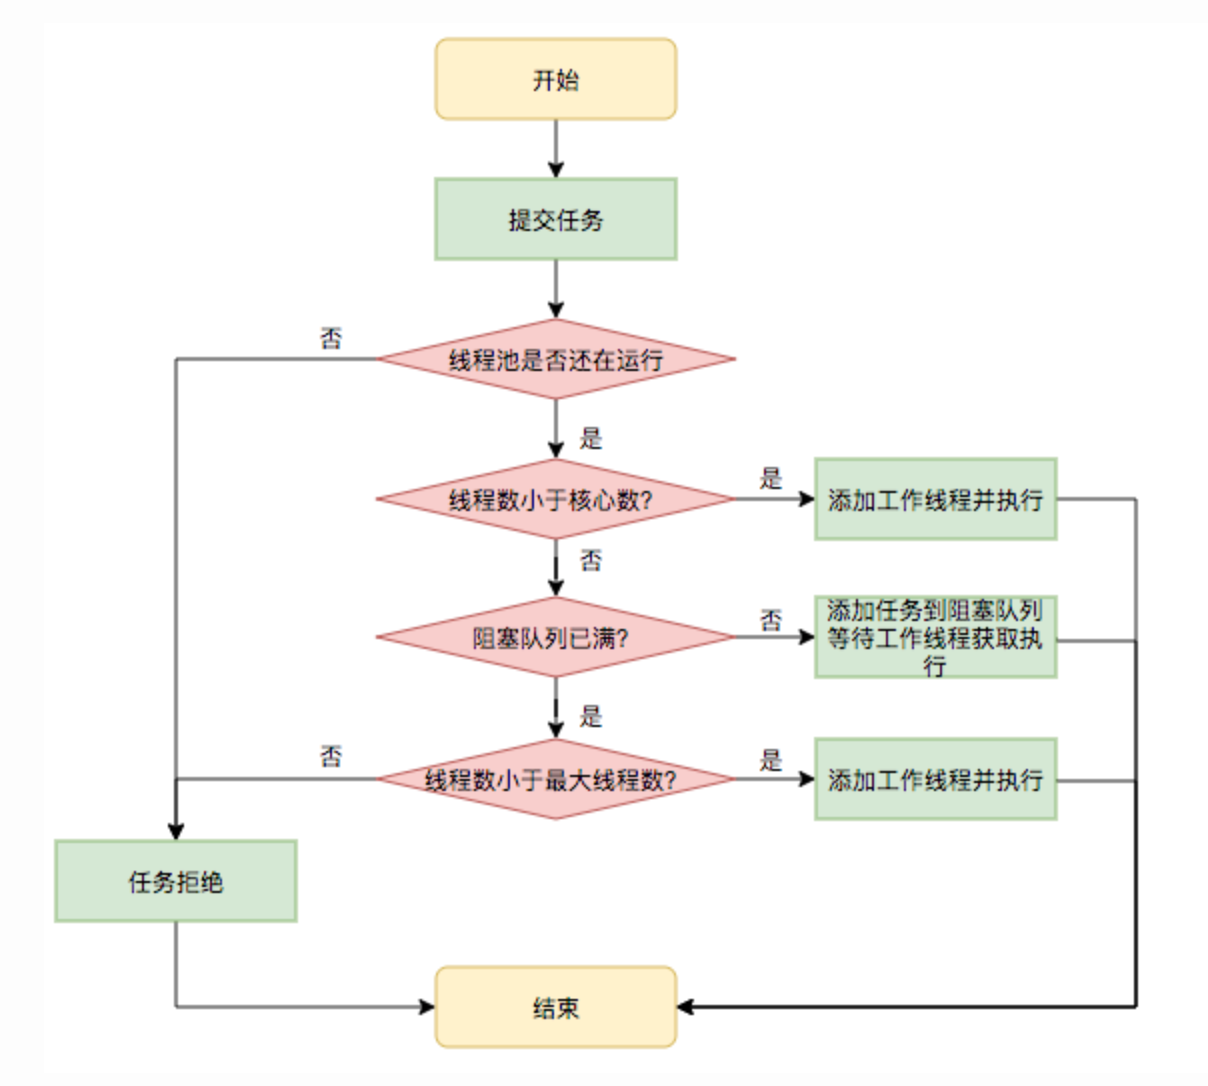 开始
提交任务
否
线程池是否还在运行
是
线程数小于核心数?
是
添加工作线程并执行
否
阻塞队列已满?
否
添加任务到阻塞队列
等待工作线程获取执
行
是
否
线程数小于最大线程数?
是
添加工作线程并执行
任务拒绝
结束